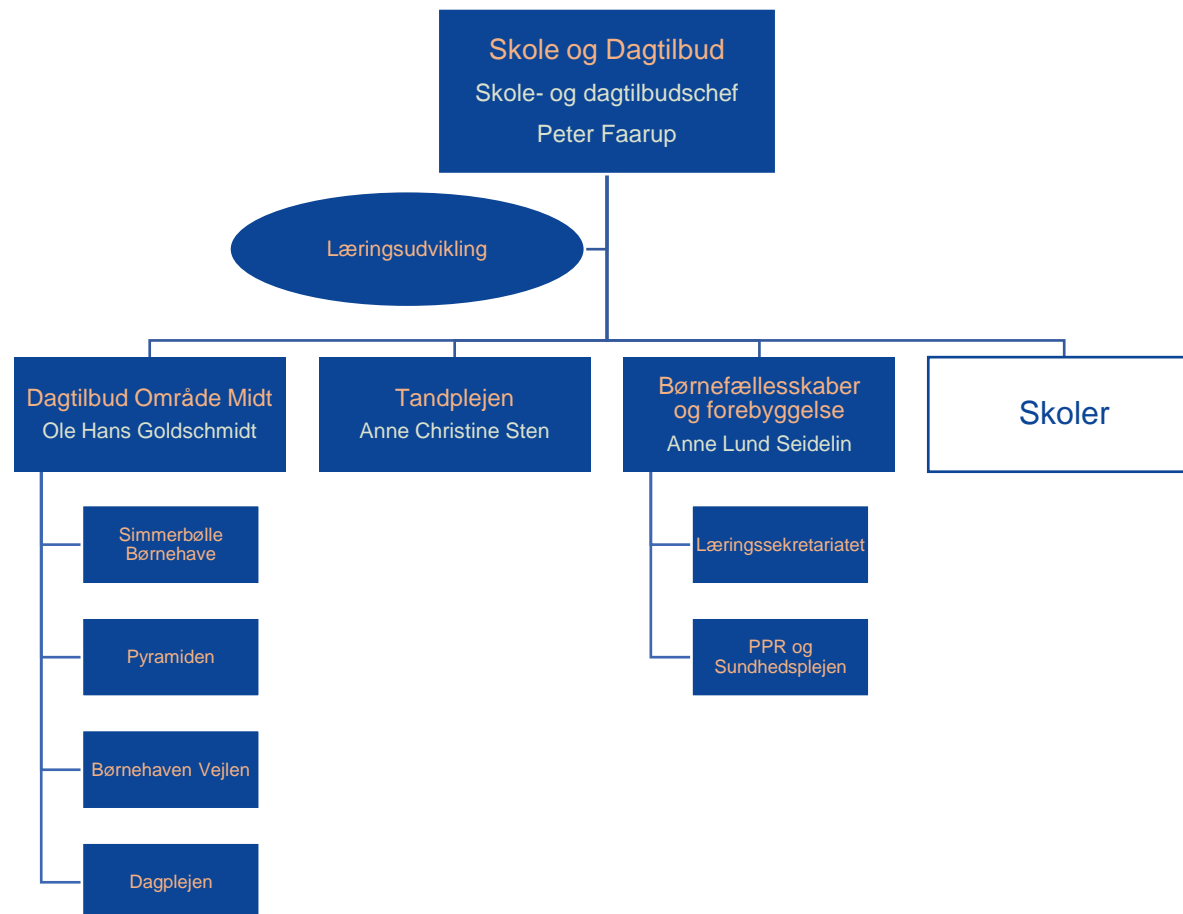 Skole og Dagtilbud
Skole- og dagtilbudschef
Peter Faarup
Læringsudvikling
Dagtilbud Område Midt
Ole Hans Goldschmidt
Tandplejen
Anne Christine Sten
Børnefællesskaber
og forebyggelse
Anne Lund Seidelin
Skoler
Simmerbølle
Børnehave
Pyramiden
Børnehaven Vejlen
Dagplejen
Læringssekretariatet
PPR og
Sundhedsplejen